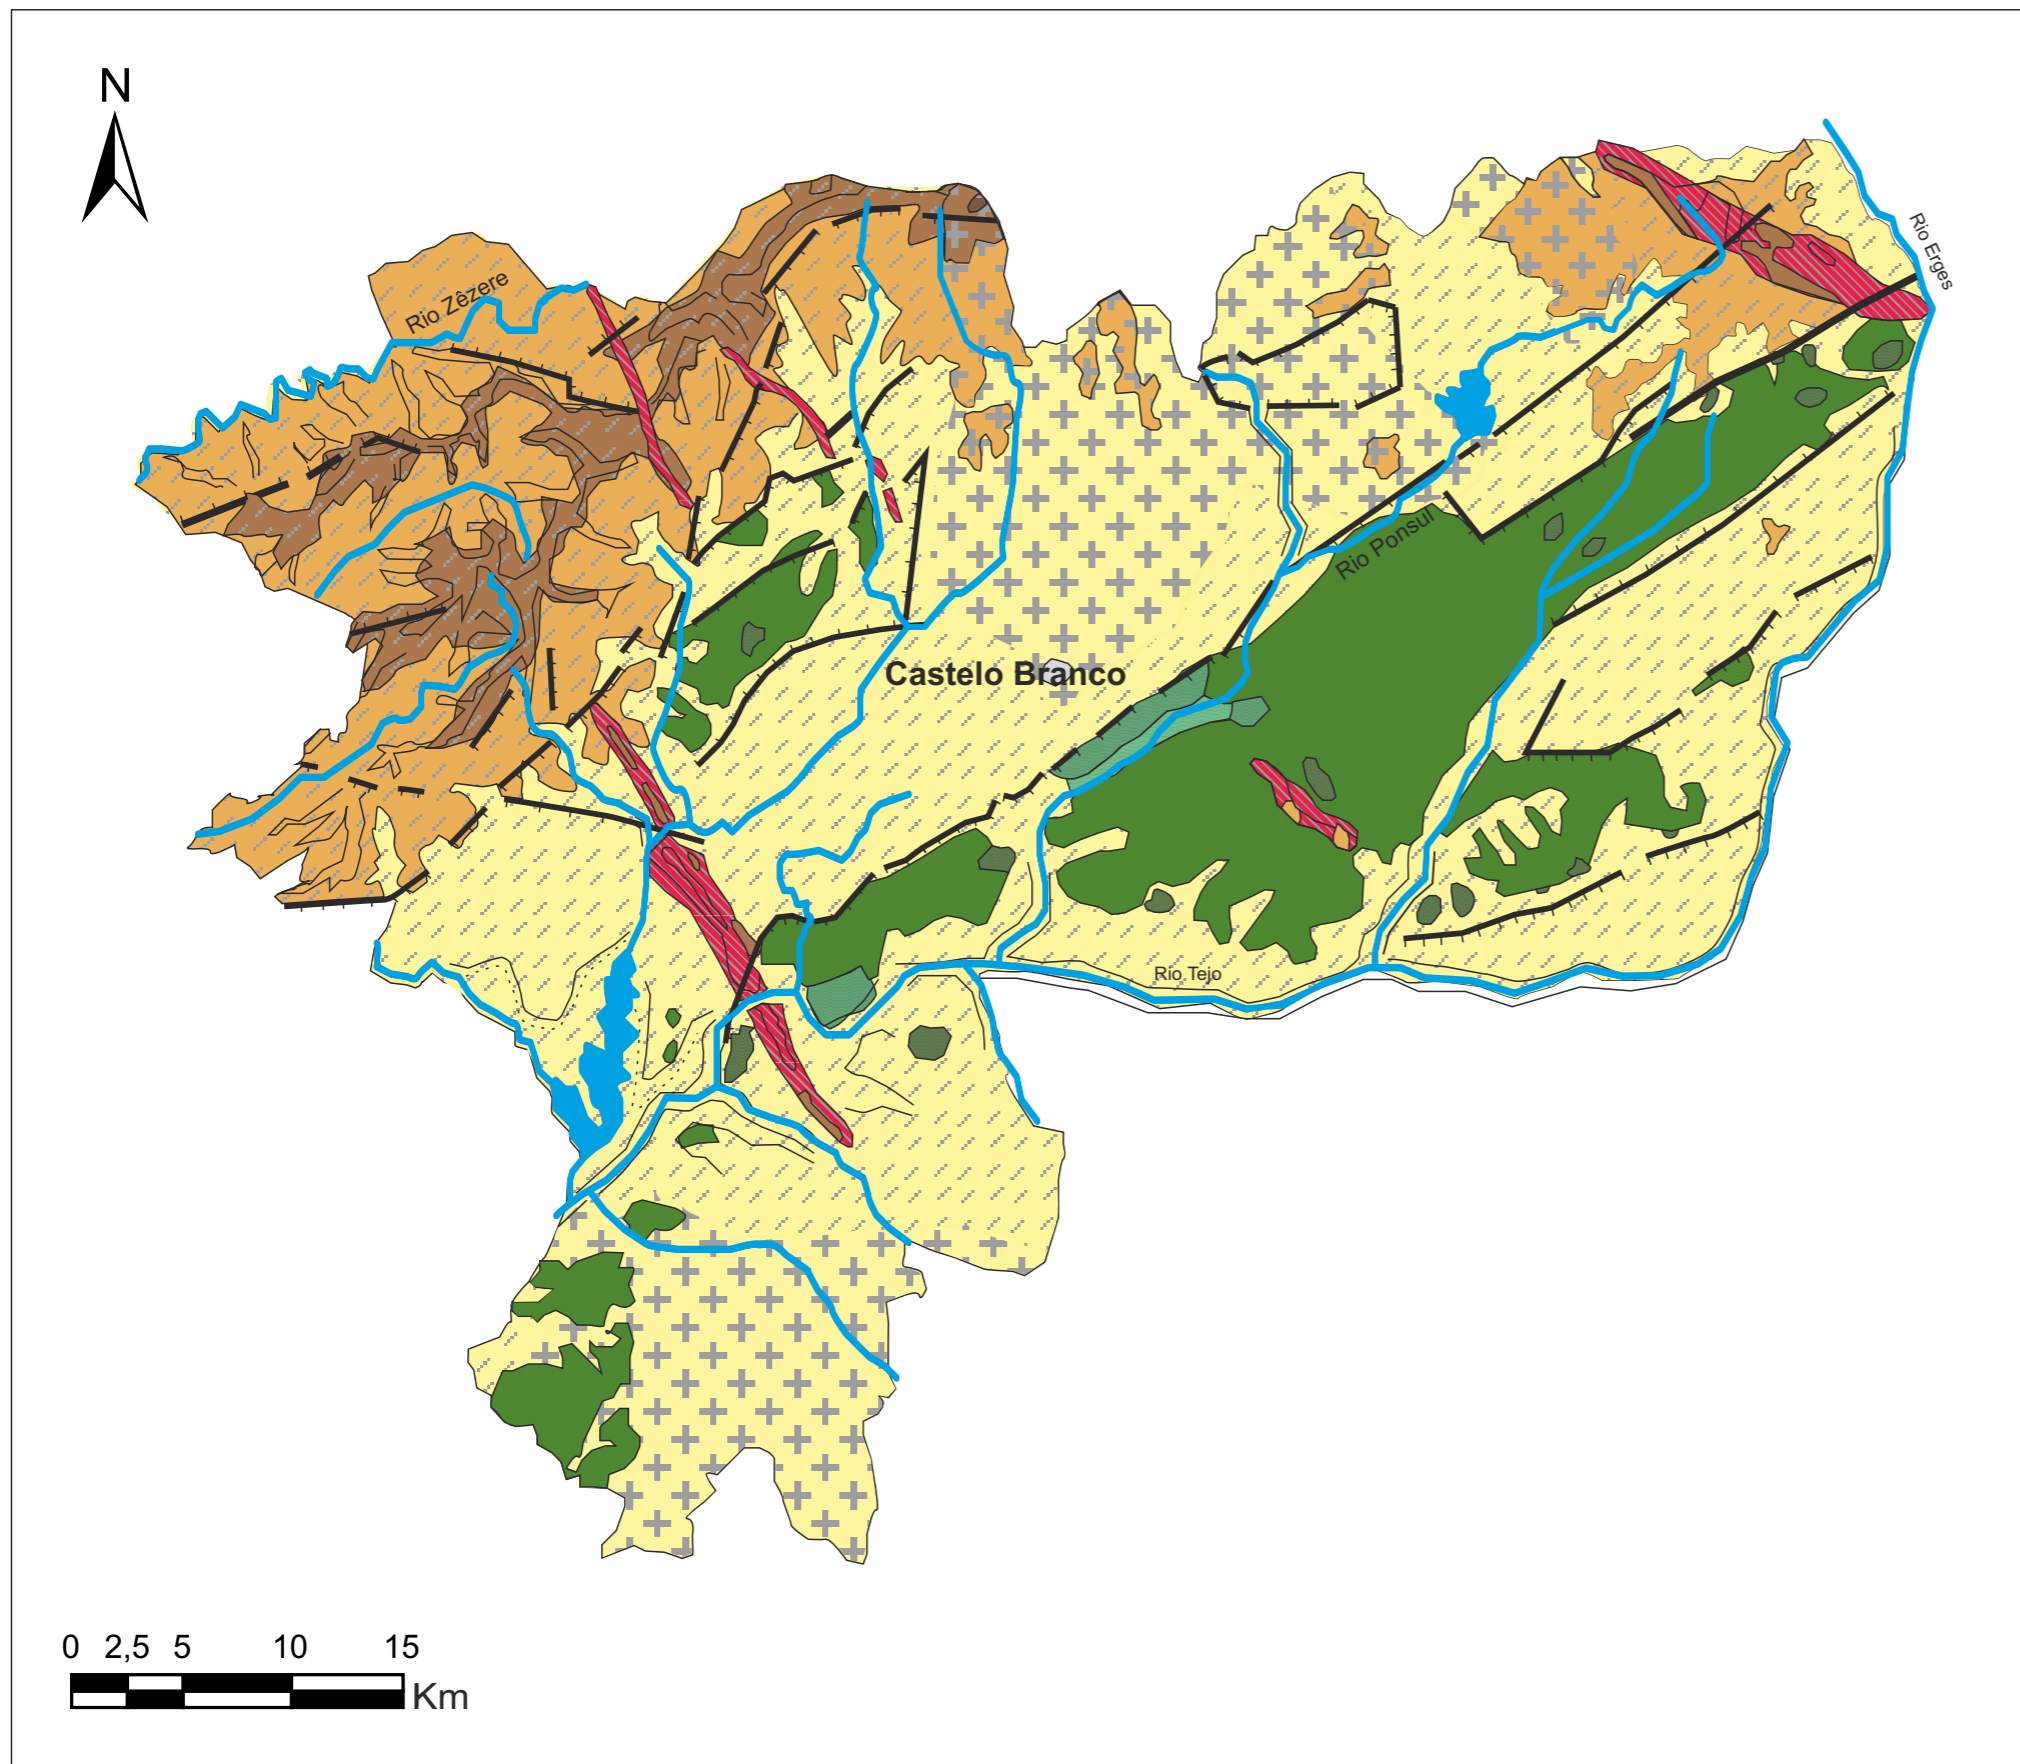 N
Rio Erges
Rio Zêzere
Rio Ponsul
Castelo Branco
Rio Tejo
0 2,5 5 10 15
Km